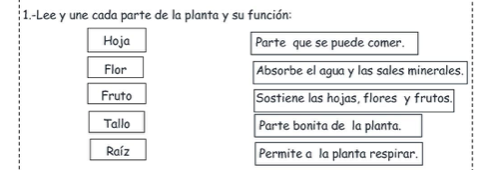 1.-Lee y une cada parte de la planta y su función:
Hoja Parte que se puede comer.
Flor Absorbe el agua y las sales minerales.
Fruto Sostiene las hojas, flores y frutos.
Tallo Parte bonita de la planta.
Raíz Permite a la planta respirar.